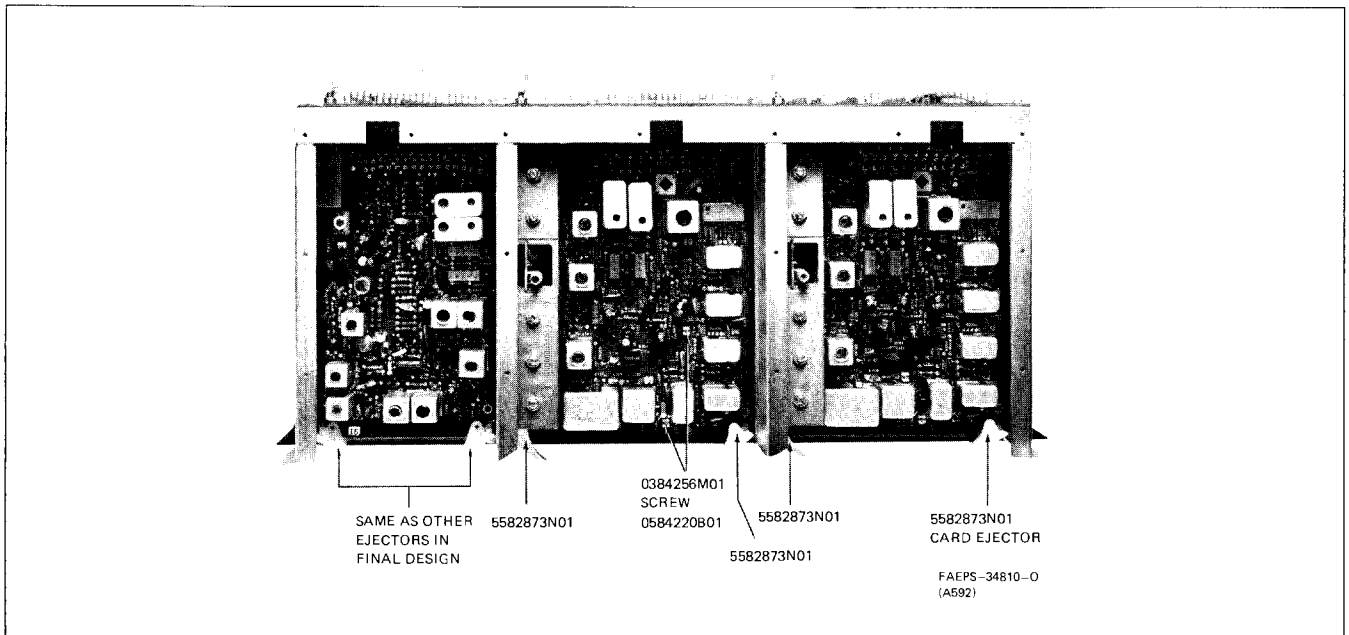 16
SAME AS OTHER
EJECTORS IN
FINAL DESIGN
5582873N01
0384256M01
SCREW
0584220B01
5582873N01
5582873N01
5582873N01
CARD EJECTOR
FAEPS-34810-O
(A592)